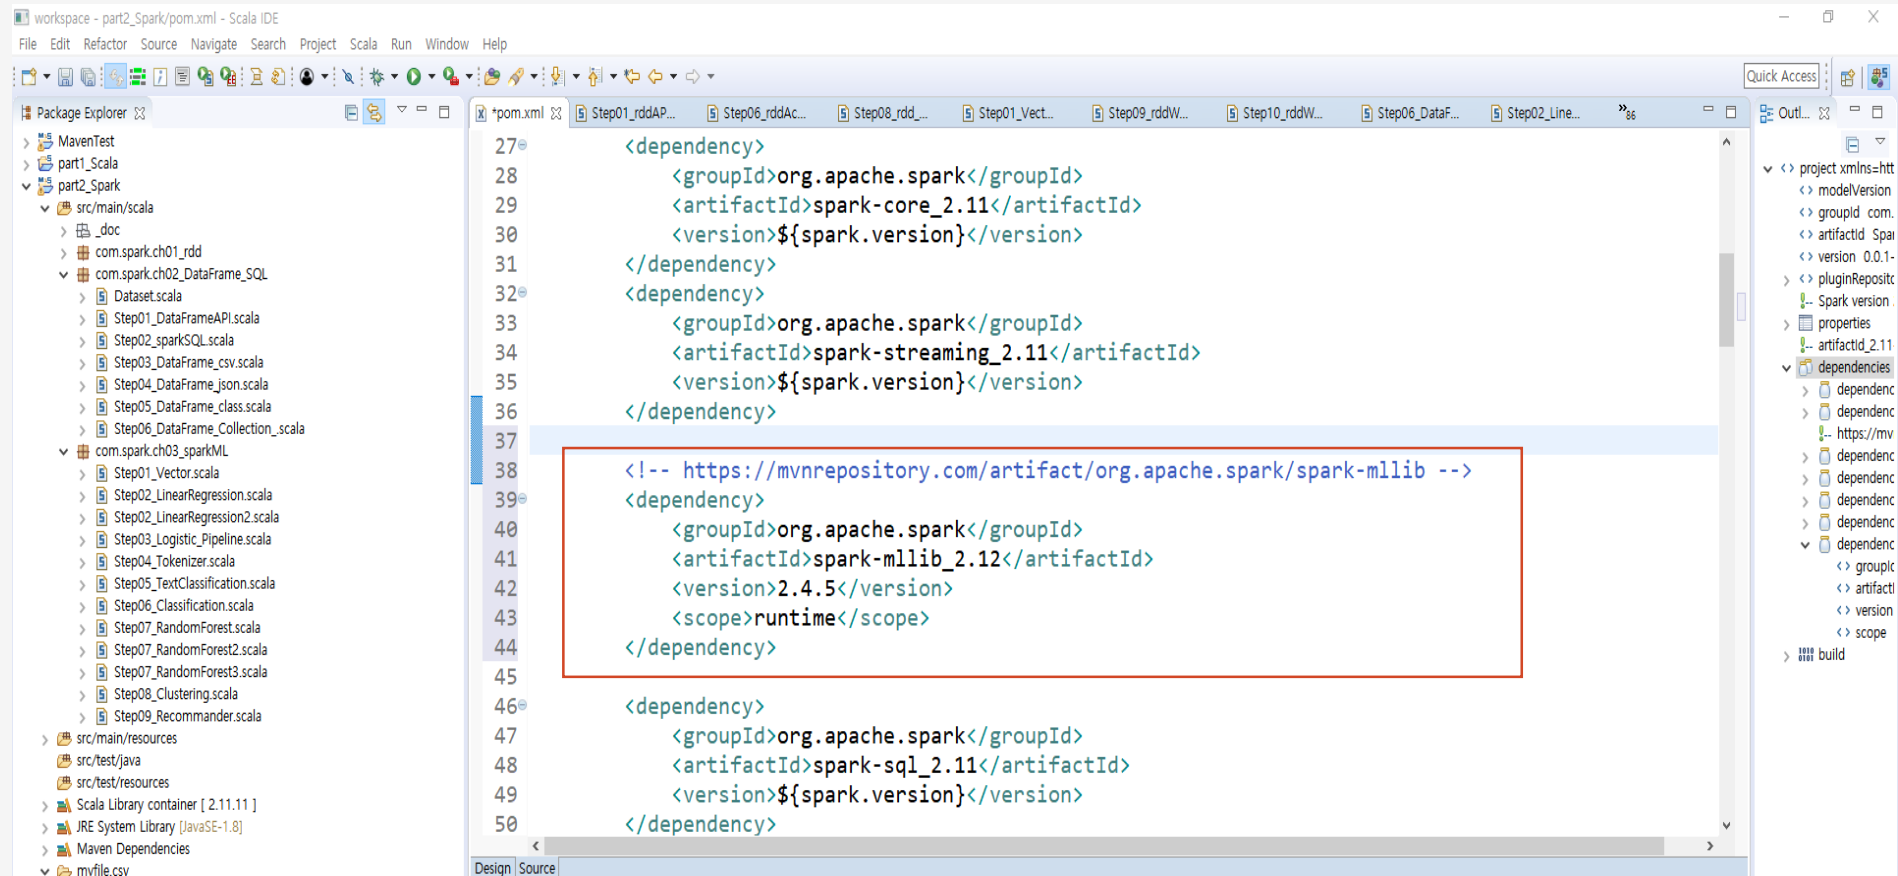 workspace - part2_Spark/pom.xml - Scala IDE
File Edit Refactor Source Navigate Search Project Scala Run Window Help
Quick Access
Package Explorer
*pom.xml Step01_rddAP... Step06_rddAc... Step08_rdd_... Step01_Vect... Step09_rddW... Step10_rddW... Step06_DataF... Step02_Line... »86
Outl...
MavenTest
part1_Scala
part2_Spark
src/main/scala
_doc
com.spark.ch01_rdd
com.spark.ch02_DataFrame_SQL
Dataset.scala
Step01_DataFrameAPI.scala
Step02_sparkSQL.scala
Step03_DataFrame_csv.scala
Step04_DataFrame_json.scala
Step05_DataFrame_class.scala
Step06_DataFrame_Collection_.scala
com.spark.ch03_sparkML
Step01_Vector.scala
Step02_LinearRegression.scala
Step02_LinearRegression2.scala
Step03_Logistic_Pipeline.scala
Step04_Tokenizer.scala
Step05_TextClassification.scala
Step06_Classification.scala
Step07_RandomForest.scala
Step07_RandomForest2.scala
Step07_RandomForest3.scala
Step08_Clustering.scala
Step09_Recommander.scala
src/main/resources
src/test/java
src/test/resources
Scala Library container [ 2.11.11 ]
JRE System Library [JavaSE-1.8]
Maven Dependencies
myfile.csv
27 <dependency>
28 <groupId>org.apache.spark</groupId>
29 <artifactId>spark-core_2.11</artifactId>
30 <version>${spark.version}</version>
31 </dependency>
32 <dependency>
33 <groupId>org.apache.spark</groupId>
34 <artifactId>spark-streaming_2.11</artifactId>
35 <version>${spark.version}</version>
36 </dependency>
37
38 <!-- https://mvnrepository.com/artifact/org.apache.spark/spark-mllib -->
39 <dependency>
40 <groupId>org.apache.spark</groupId>
41 <artifactId>spark-mllib_2.12</artifactId>
42 <version>2.4.5</version>
43 <scope>runtime</scope>
44 </dependency>
45
46 <dependency>
47 <groupId>org.apache.spark</groupId>
48 <artifactId>spark-sql_2.11</artifactId>
49 <version>${spark.version}</version>
50 </dependency>
Design Source
project xmlns=htt
modelVersion
groupId com.
artifactId Spar
version 0.0.1-
pluginReposito
Spark version
properties
artifactId_2.11
dependencies
dependenc
dependenc
https://mv
dependenc
dependenc
dependenc
dependenc
dependenc
groupId
artifactI
version
scope
build